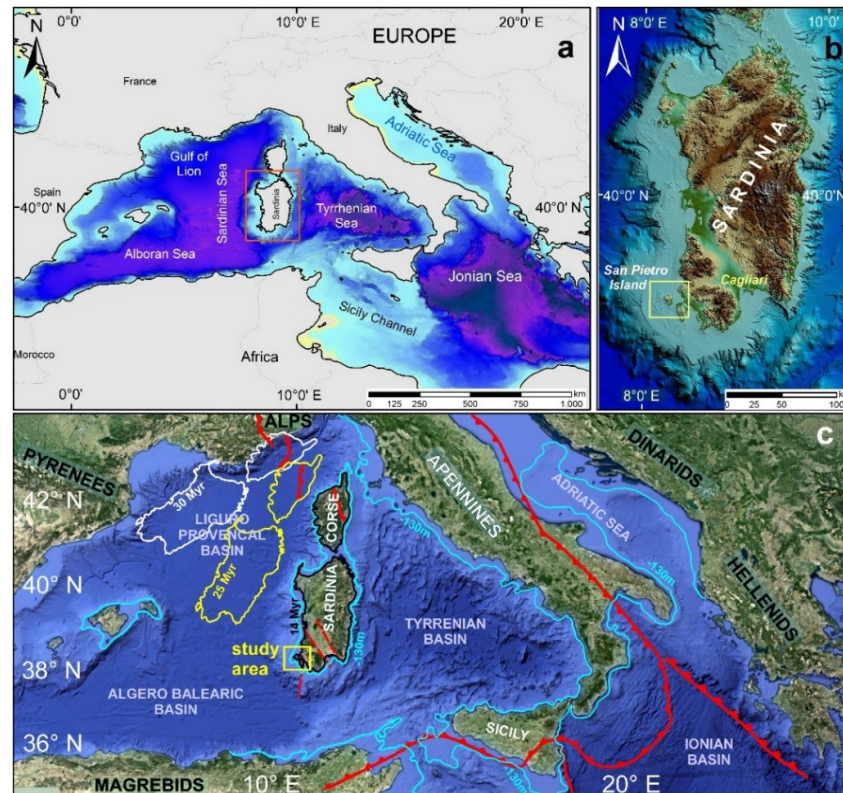 0°0'
10°0' E
20°0' E
a
EUROPE
France
Italy
Adriatic Sea
Gulf of
Lion
Sardinian Sea
Spain
Sardinia
Tyrrhenian
Sea
40°0' N
40°0' N
Alboran Sea
Jonian Sea
Sicily Channel
Morocco
Africa
km
0 125 250 500 750 1.000
0°0'
10°0' E
20°0' E
8°0' E
10°0'
b
SARDINIA
40°0' N
40°0' N
San Pietro
Island
Cagliari
8°0' E
km
0 25 50 100
c
ALPS
PYRENEES
DINARIDS
42° N
30 Myr
LIGURO
PROVENCAL
BASIN
CORSE
-130m
APENNINES
ADRIATIC SEA
-130m
HELLENIDS
40° N
25 Myr
14 Myr
SARDINIA
-130m
TYRRENIAN
BASIN
study
area
38° N
ALGERO BALEARIC
BASIN
36° N
SICILY
IONIAN
BASIN
MAGREBIDS
10° E
-130m
20° E